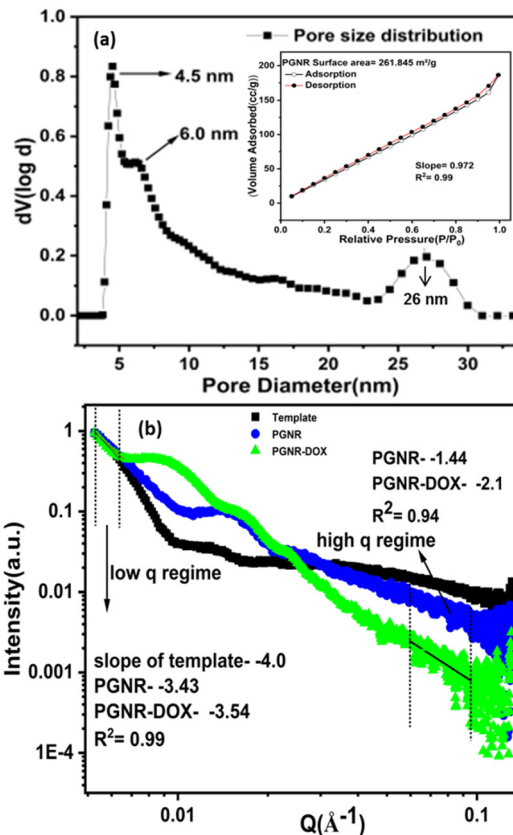 (a)
Pore size distribution
4.5 nm
6.0 nm
26 nm
dV(log d)
0.8
0.6
0.4
0.2
0.0
5
10
15
20
25
30
Pore Diameter(nm)
PGNR Surface area= 261.845 m²/g
Adsorption
Desorption
Slope= 0.972
R²= 0.99
(Volume Adsorbed(cc/g))
200
150
100
50
0
0.0 0.2 0.4 0.6 0.8 1.0
Relative Pressure(P/P₀)
(b)
Template
PGNR
PGNR-DOX
PGNR- -1.44
PGNR-DOX- -2.1
R²= 0.94
high q regime
low q regime
slope of template- -4.0
PGNR- -3.43
PGNR-DOX- -3.54
R²= 0.99
Intensity(a.u.)
1
0.1
0.01
0.001
1E-4
0.01
0.1
Q(Å⁻¹)